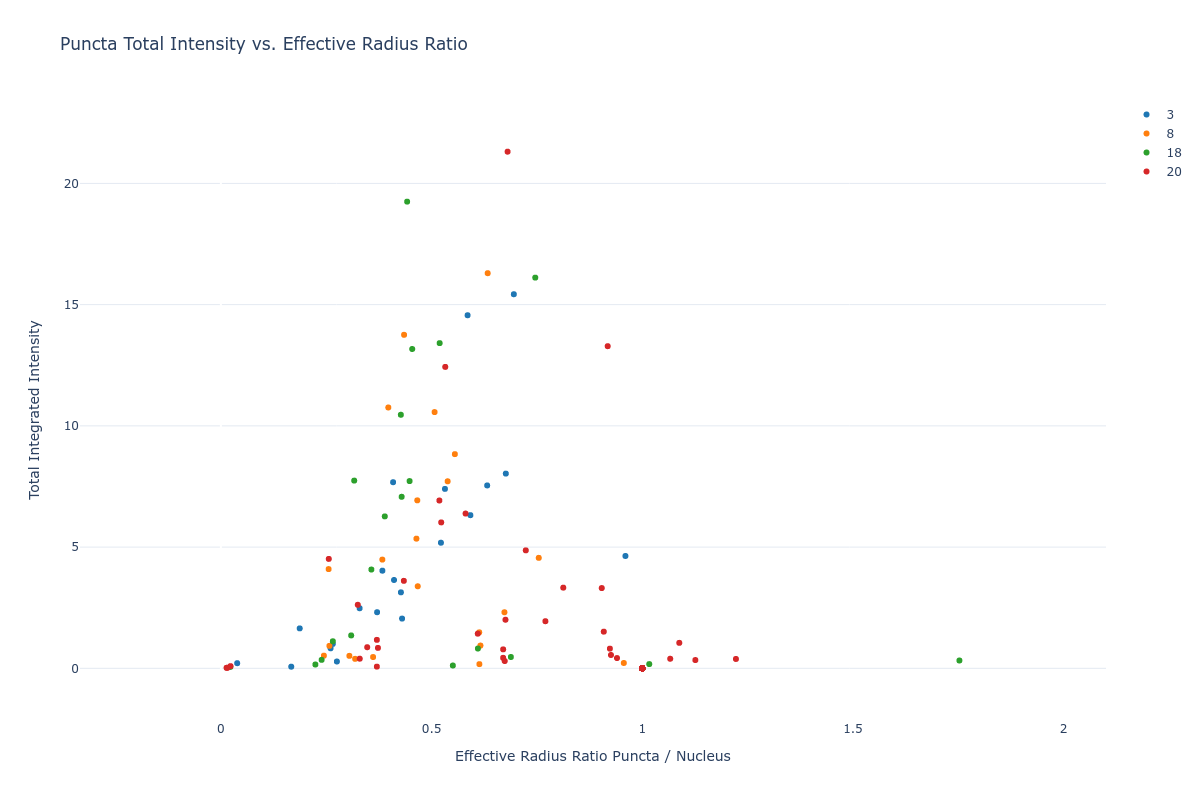 Puncta Total Intensity vs. Effective Radius Ratio
3
8
18
20
20
15
10
5
0
Total Integrated Intensity
0 0.5 1 1.5 2
Effective Radius Ratio Puncta / Nucleus